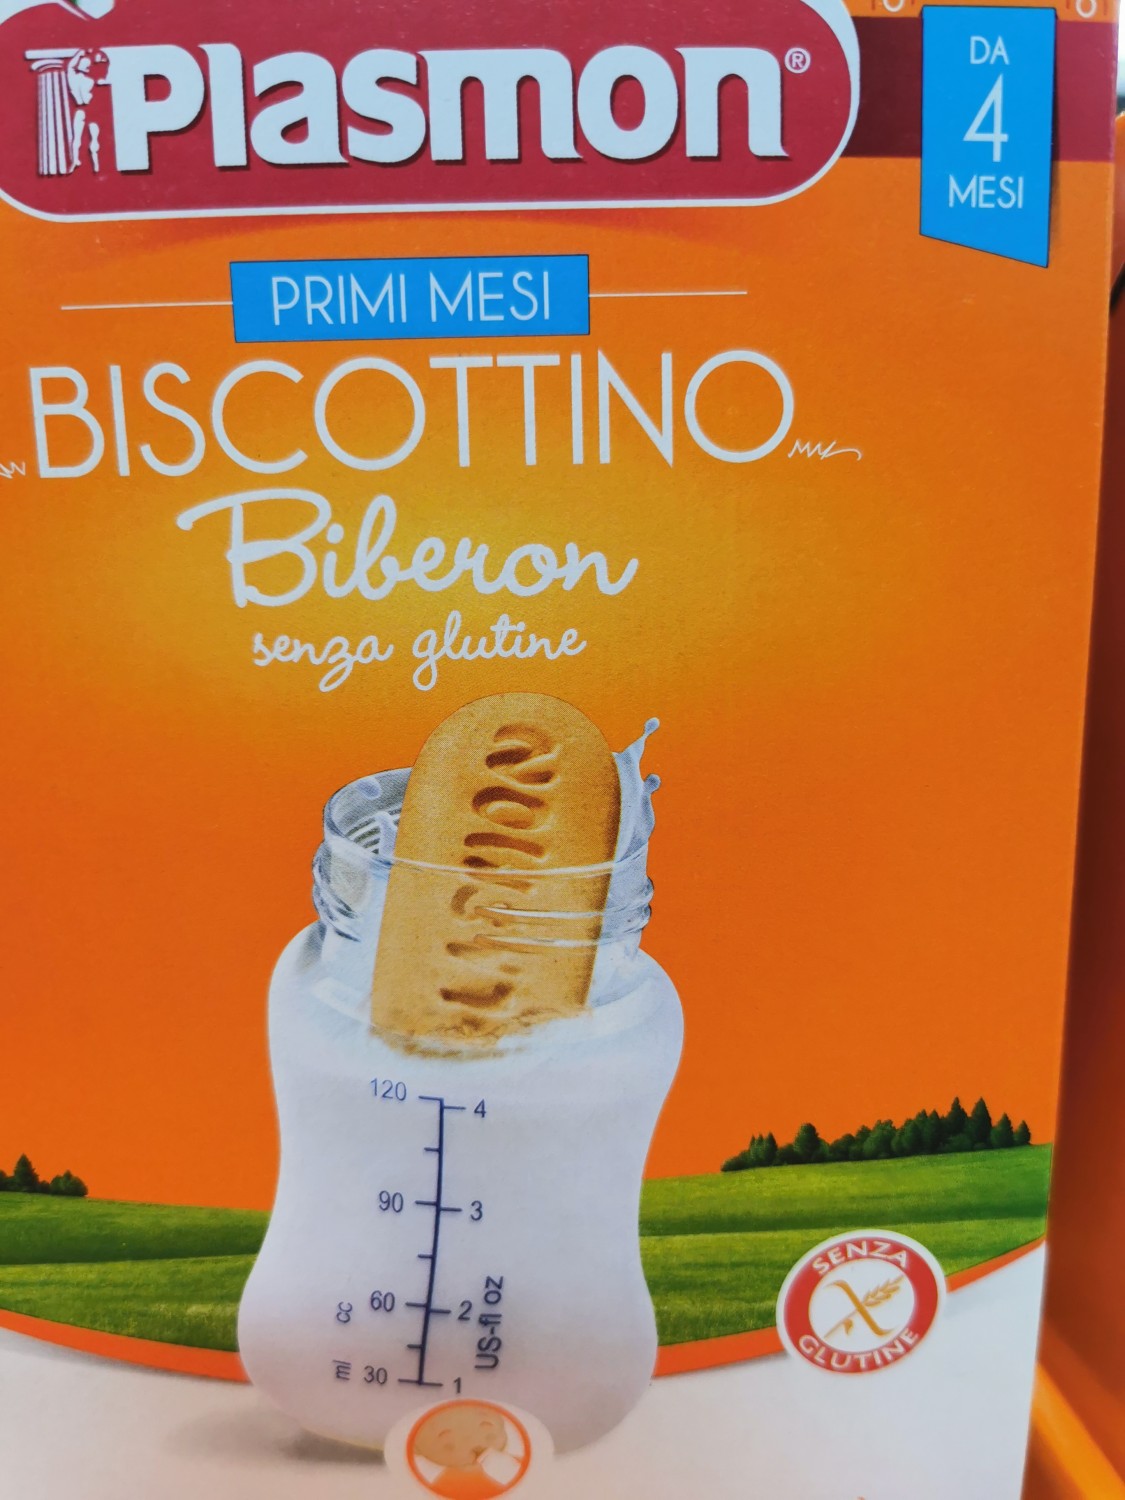 Plasmon®
DA
4
MESI
PRIMI MESI
BISCOTTINO
Biberon
senza glutine
120
4
90
3
cc
60
2
US-fl oz
ml
30
1
SENZA
GLUTINE